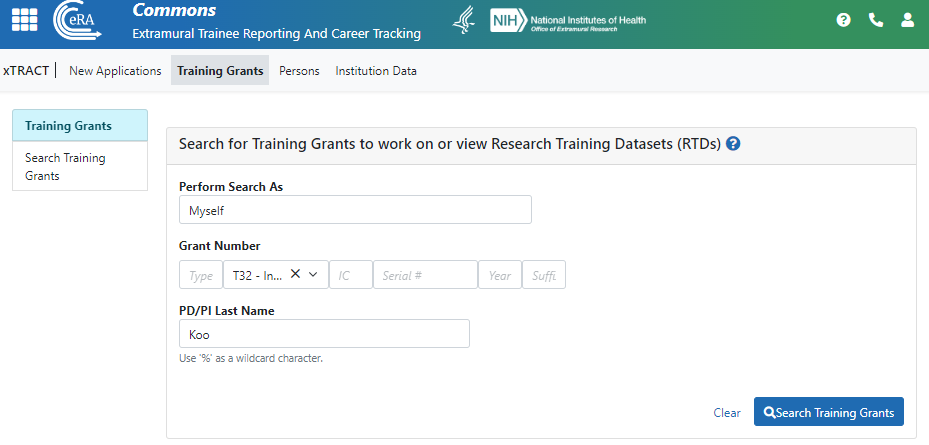 eRA
Commons
Extramural Trainee Reporting And Career Tracking
NIH
National Institutes of Health
Office of Extramural Research
xTRACT
New Applications
Training Grants
Persons
Institution Data
Training Grants
Search Training
Grants
Search for Training Grants to work on or view Research Training Datasets (RTDs)
Perform Search As
Myself
Grant Number
Type
T32 - In...
IC
Serial #
Year
Suffi
PD/PI Last Name
Koo
Use '%' as a wildcard character.
Clear
Search Training Grants